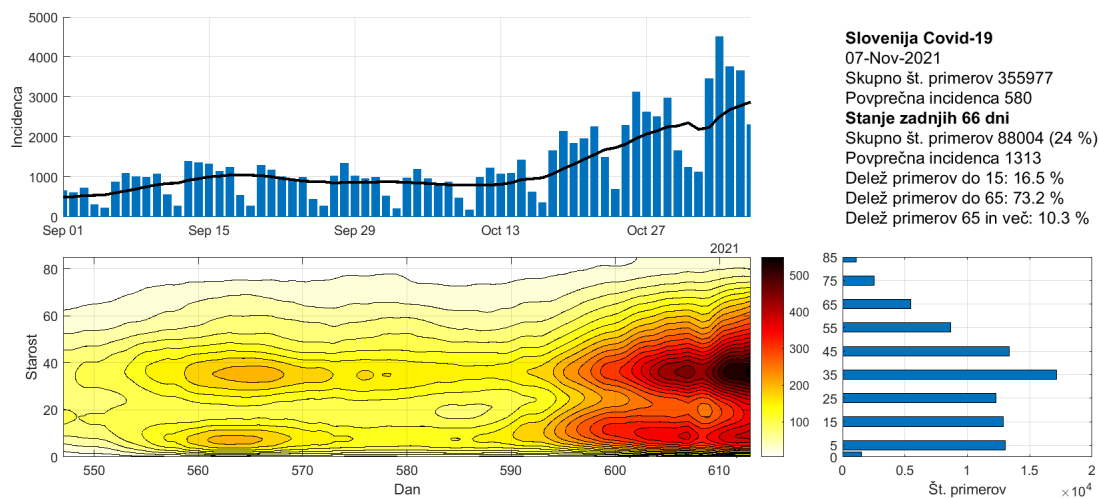 5000
4000
3000
2000
1000
0
Incidenca
Sep 01
Sep 15
Sep 29
Oct 13
Oct 27
2021
Slovenija Covid-19
07-Nov-2021
Skupno št. primerov 355977
Povprečna incidenca 580
Stanje zadnjih 66 dni
Skupno št. primerov 88004 (24 %)
Povprečna incidenca 1313
Delež primerov do 15: 16.5 %
Delež primerov do 65: 73.2 %
Delež primerov 65 in več: 10.3 %
80
60
40
20
0
Starost
550
560
570
580
590
600
610
Dan
500
400
300
200
100
85
75
65
55
45
35
25
15
5
0
0
0.5
1
1.5
2
Št. primerov
×10^4